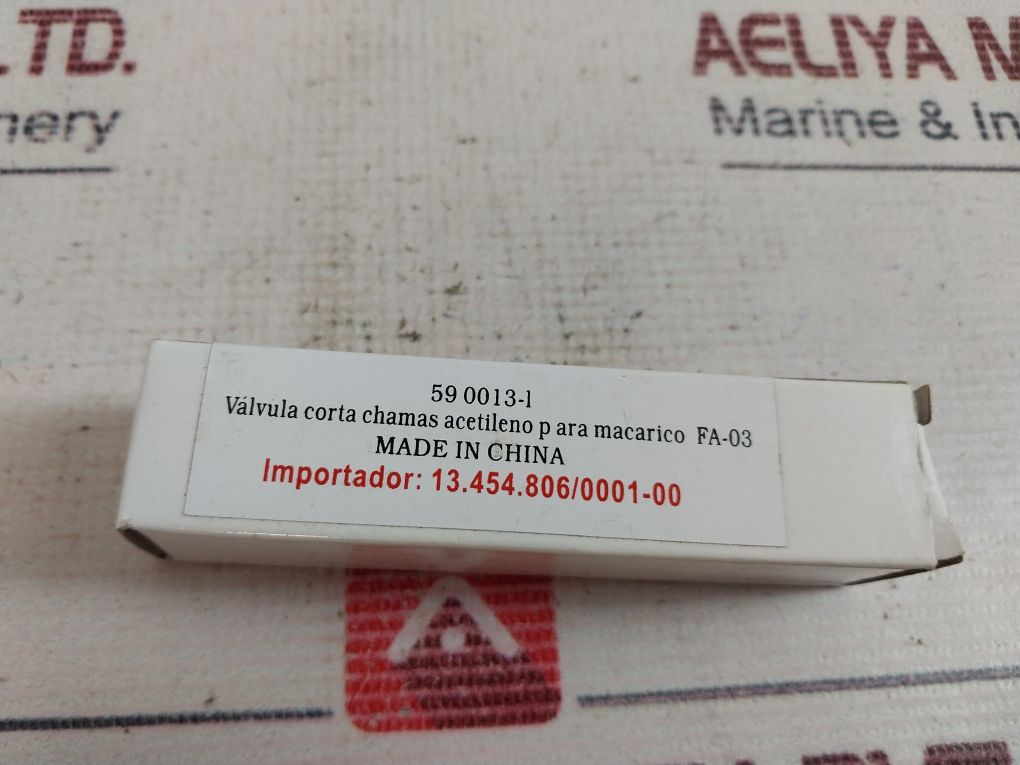 LTD.
AELIYA M
Marine & In
59 0013-1
Válvula corta chamas acetileno p ara macarico FA-03
MADE IN CHINA
Importador: 13.454.806/0001-00